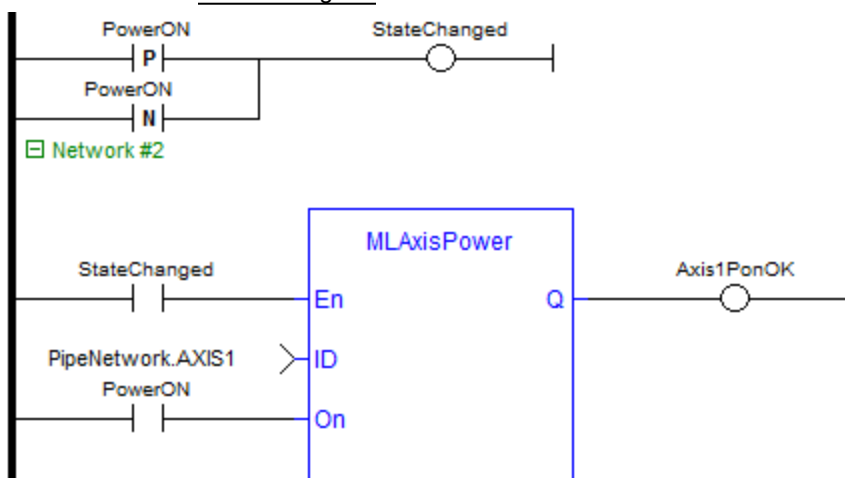 PowerON
StateChanged
P
PowerON
N
Network #2
MLAxisPower
StateChanged
Axis1PonOK
En
Q
PipeNetwork.AXIS1
ID
PowerON
On